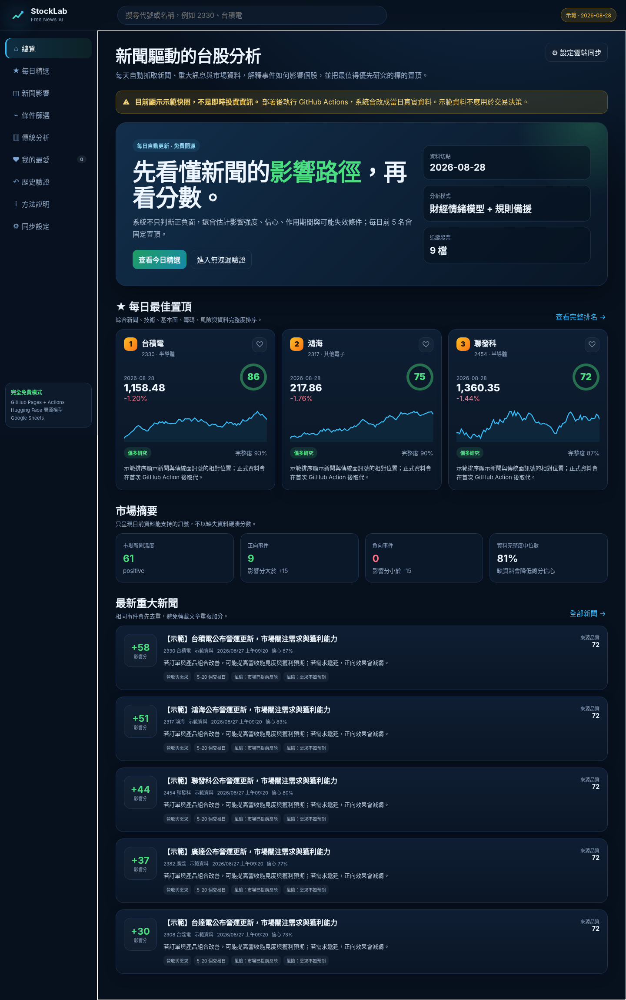 StockLab
Free News AI
搜尋代號或名稱，例如 2330、台積電
示範 · 2026-08-28
總覽
每日精選
新聞影響
條件篩選
傳統分析
我的最愛 0
歷史驗證
方法說明
同步設定
完全免費模式
GitHub Pages + Actions
Hugging Face 開源模型
Google Sheets
新聞驅動的台股分析
設定雲端同步
每天自動抓取新聞、重大訊息與市場資料，解釋事件如何影響個股，並把最值得優先研究的標的置頂。
目前顯示示範快照，不是即時投資資訊。 部署後執行 GitHub Actions，系統會改成當日真實資料。示範資料不應用於交易決策。
每日自動更新 · 免費開源
先看懂新聞的影響路徑，再
看分數。
系統不只判斷正負面，還會估計影響強度、信心、作用期間與可能失效條件；每日前 5 名會
固定置頂。
查看今日精選
進入無洩漏驗證
資料切點
2026-08-28
分析模式
財經情緒模型 + 規則備援
追蹤股票
9 檔
★ 每日最佳置頂
綜合新聞、技術、基本面、籌碼、風險與資料完整度排序。
查看完整排名 →
1 台積電
2330 · 半導體
2026-08-28
1,158.48
-1.20%
86
偏多研究
完整度 93%
示範排序顯示新聞與傳統面訊號的相對位置；正式資料會
在首次 GitHub Action 後取代。
2 鴻海
2317 · 其他電子
2026-08-28
217.86
-1.76%
75
偏多研究
完整度 90%
示範排序顯示新聞與傳統面訊號的相對位置；正式資料會
在首次 GitHub Action 後取代。
3 聯發科
2454 · 半導體
2026-08-28
1,360.35
-1.44%
72
偏多研究
完整度 87%
示範排序顯示新聞與傳統面訊號的相對位置；正式資料會
在首次 GitHub Action 後取代。
市場摘要
只呈現目前資料能支持的訊號，不以缺失資料硬湊分數。
市場新聞溫度
61
positive
正向事件
9
影響分大於 +15
負向事件
0
影響分小於 -15
資料完整度中位數
81%
缺資料會降低總分信心
最新重大新聞
相同事件會先去重，避免轉載文章重複加分。
全部新聞 →
+58
影響分
【示範】台積電公布營運更新，市場關注需求與獲利能力
2330 台積電 示範資料 2026/08/27 上午09:20 信心 87%
若訂單與產品組合改善，可能提高營收能見度與獲利預期；若需求遞延，正向效果會減弱。
營收與需求 5–20 個交易日 風險：市場已提前反映 風險：需求不如預期
來源品質
72
+51
影響分
【示範】鴻海公布營運更新，市場關注需求與獲利能力
2317 鴻海 示範資料 2026/08/27 上午09:20 信心 83%
若訂單與產品組合改善，可能提高營收能見度與獲利預期；若需求遞延，正向效果會減弱。
營收與需求 5–20 個交易日 風險：市場已提前反映 風險：需求不如預期
來源品質
72
+44
影響分
【示範】聯發科公布營運更新，市場關注需求與獲利能力
2454 聯發科 示範資料 2026/08/27 上午09:20 信心 80%
若訂單與產品組合改善，可能提高營收能見度與獲利預期；若需求遞延，正向效果會減弱。
營收與需求 5–20 個交易日 風險：市場已提前反映 風險：需求不如預期
來源品質
72
+37
影響分
【示範】廣達公布營運更新，市場關注需求與獲利能力
2382 廣達 示範資料 2026/08/27 上午09:20 信心 77%
若訂單與產品組合改善，可能提高營收能見度與獲利預期；若需求遞延，正向效果會減弱。
營收與需求 5–20 個交易日 風險：市場已提前反映 風險：需求不如預期
來源品質
72
+30
影響分
【示範】台達電公布營運更新，市場關注需求與獲利能力
2308 台達電 示範資料 2026/08/27 上午09:20 信心 73%
若訂單與產品組合改善，可能提高營收能見度與獲利預期；若需求遞延，正向效果會減弱。
營收與需求 5–20 個交易日 風險：市場已提前反映 風險：需求不如預期
來源品質
72